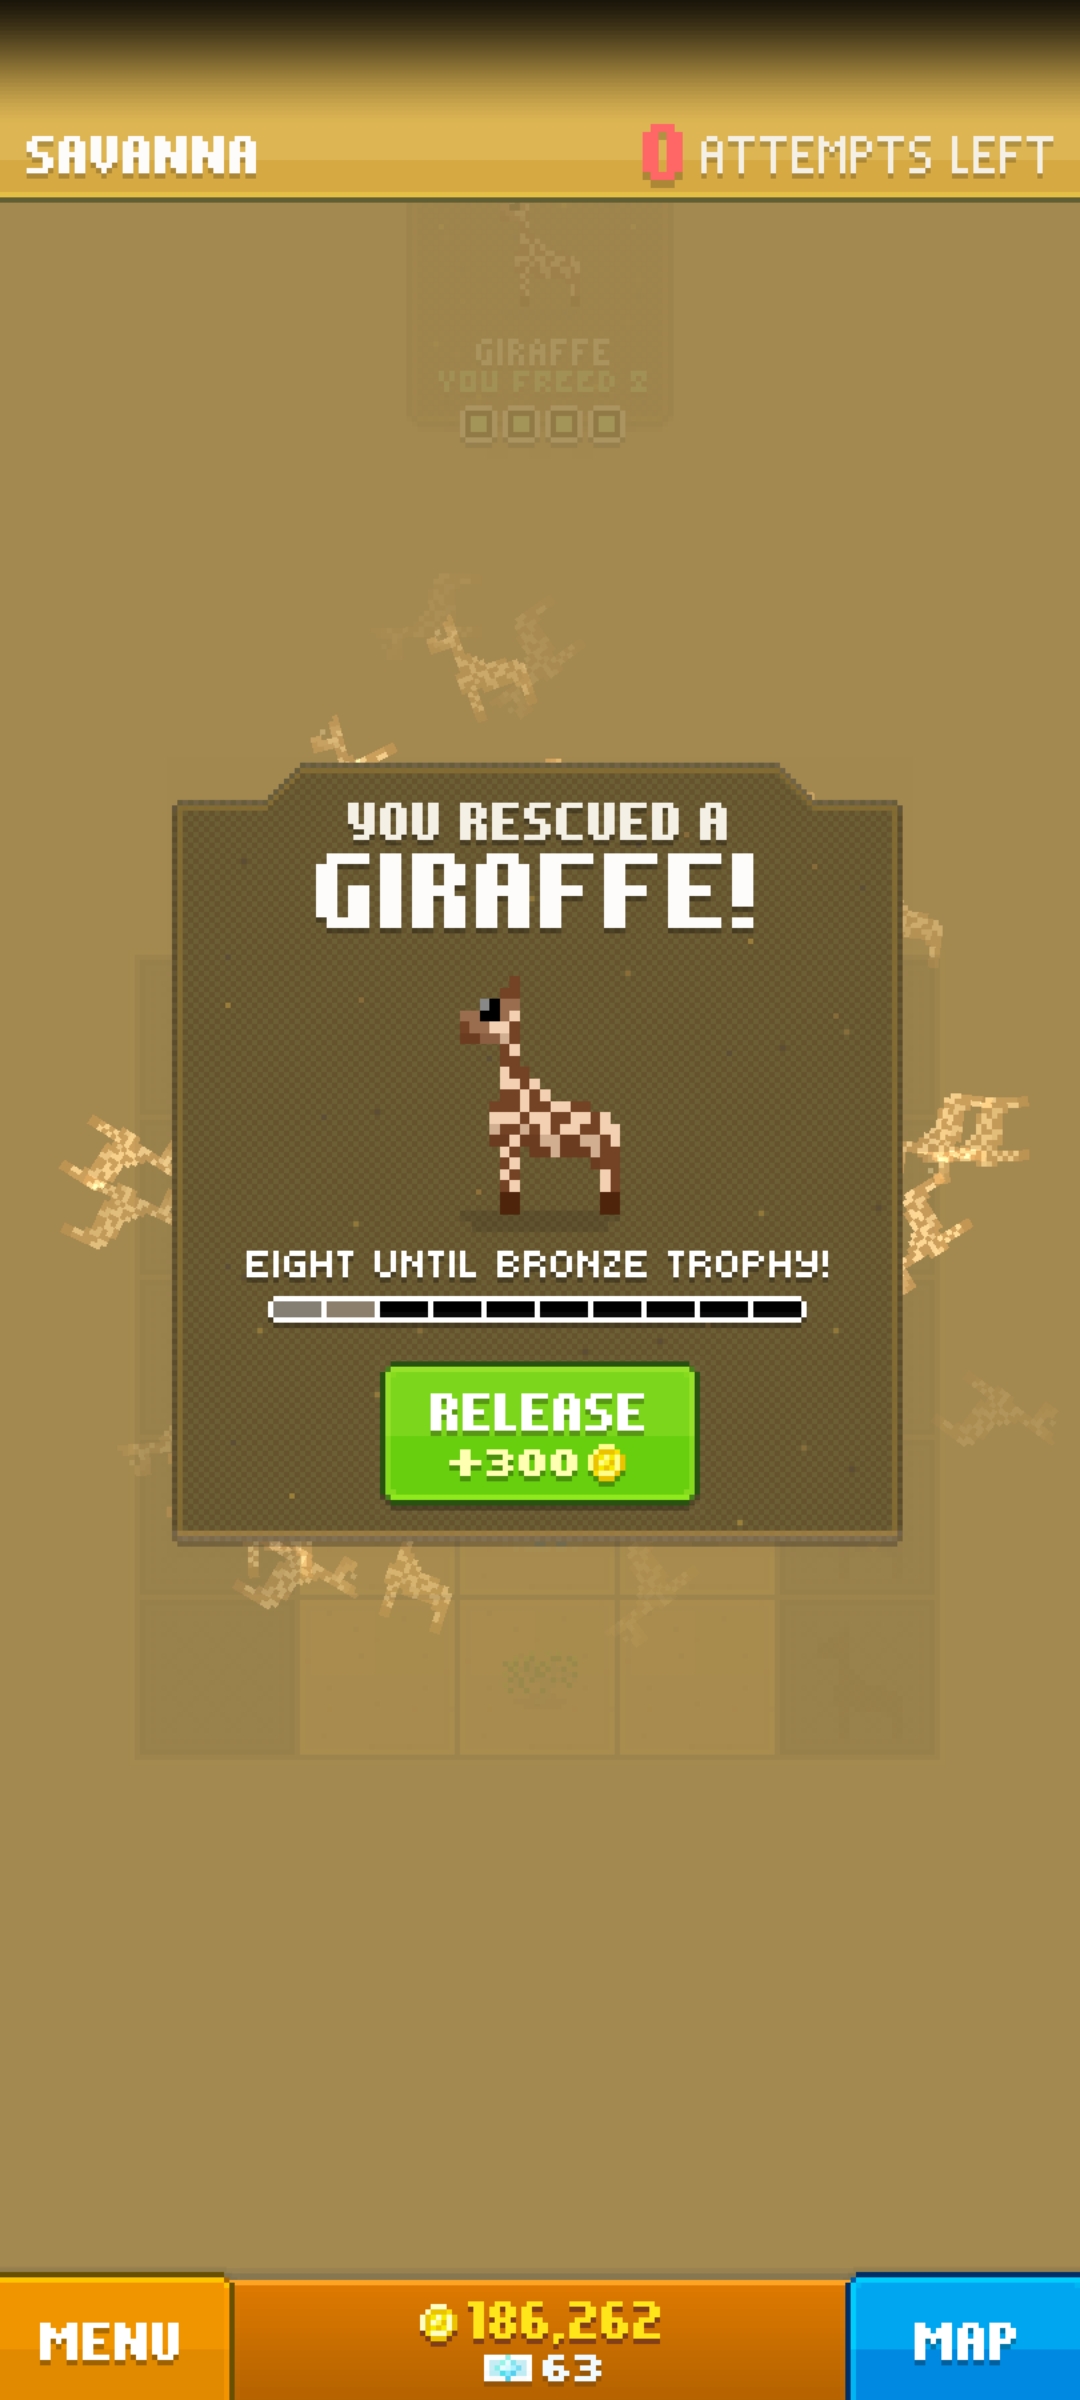 SAVANNA
0 ATTEMPTS LEFT
GIRAFFE
YOU FREED 2
YOU RESCUED A
GIRAFFE!
EIGHT UNTIL BRONZE TROPHY!
RELEASE
+300
MENU
186,262
63
MAP